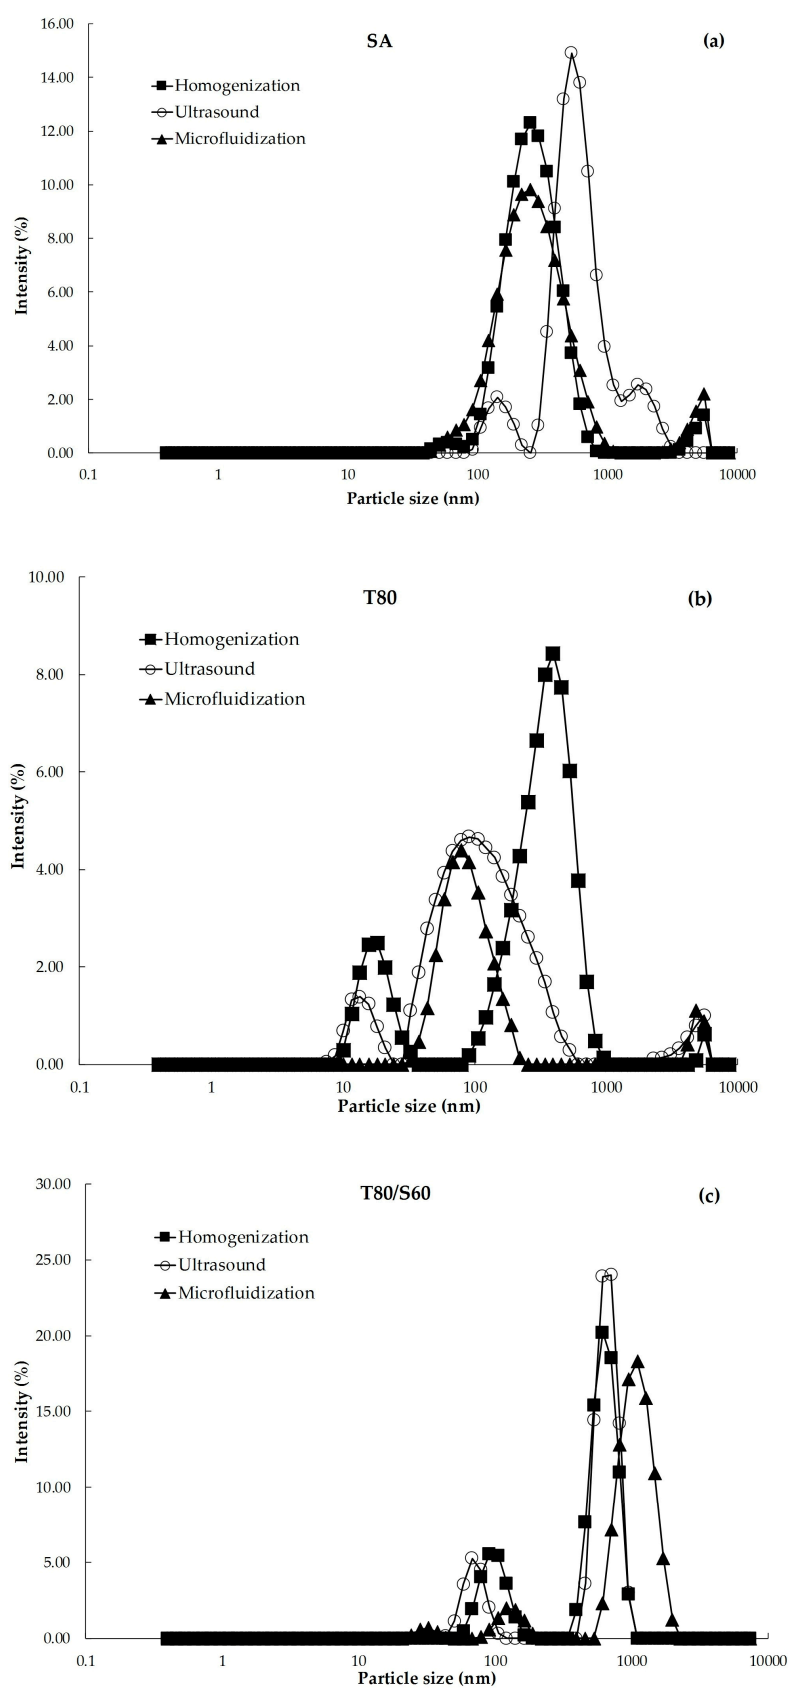 16.00
SA (a)
14.00
Homogenization
12.00
Ultrasound
Microfluidization
10.00
8.00
6.00
4.00
2.00
0.00
Intensity (%)
0.1 1 10 100 1000 10000
Particle size (nm)
10.00
T80 (b)
Homogenization
8.00
Ultrasound
Microfluidization
6.00
4.00
2.00
0.00
Intensity (%)
0.1 1 10 100 1000 10000
Particle size (nm)
30.00
T80/S60 (c)
Homogenization
25.00
Ultrasound
Microfluidization
20.00
15.00
10.00
5.00
0.00
Intensity (%)
0.1 1 10 100 1000 10000
Particle size (nm)